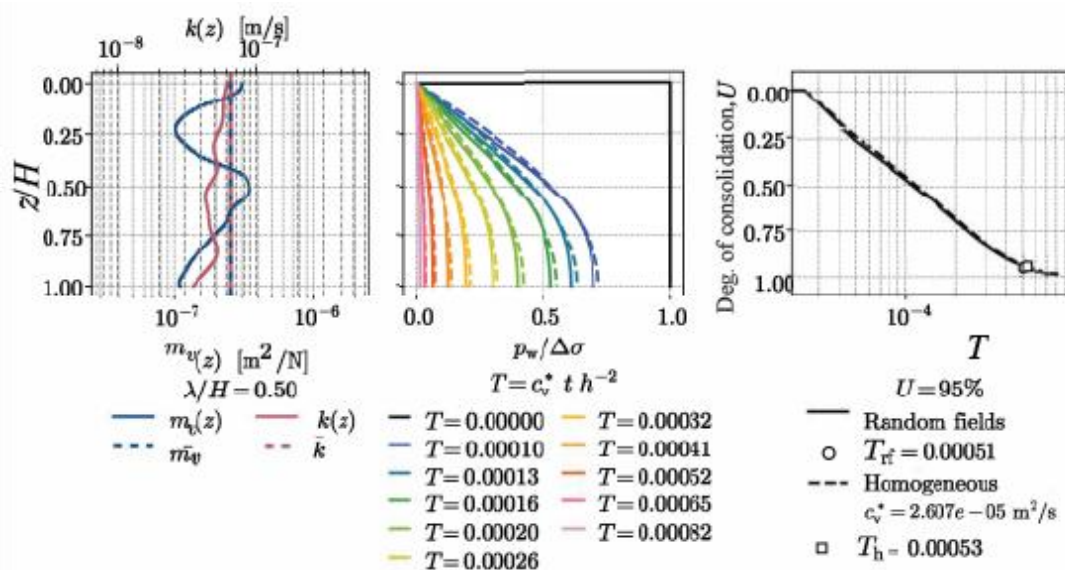 k(z) [m/s]
10⁻⁸ 10⁻⁷
0.00
0.25
0.50
0.75
1.00
z/H
10⁻⁷ 10⁻⁶
m_v(z) [m²/N]
λ/H=0.50
m_v(z) k(z)
m̄_v k̄
0.0 0.5 1.0
p_w/Δσ
T=c_v* t h⁻²
T=0.00000 T=0.00032
T=0.00010 T=0.00041
T=0.00013 T=0.00052
T=0.00016 T=0.00065
T=0.00020 T=0.00082
T=0.00026
Deg. of consolidation, U
0.00
0.25
0.50
0.75
1.00
10⁻⁴
T
U=95%
Random fields
T_rf=0.00051
Homogeneous
c_v*=2.607e−05 m²/s
T_h= 0.00053